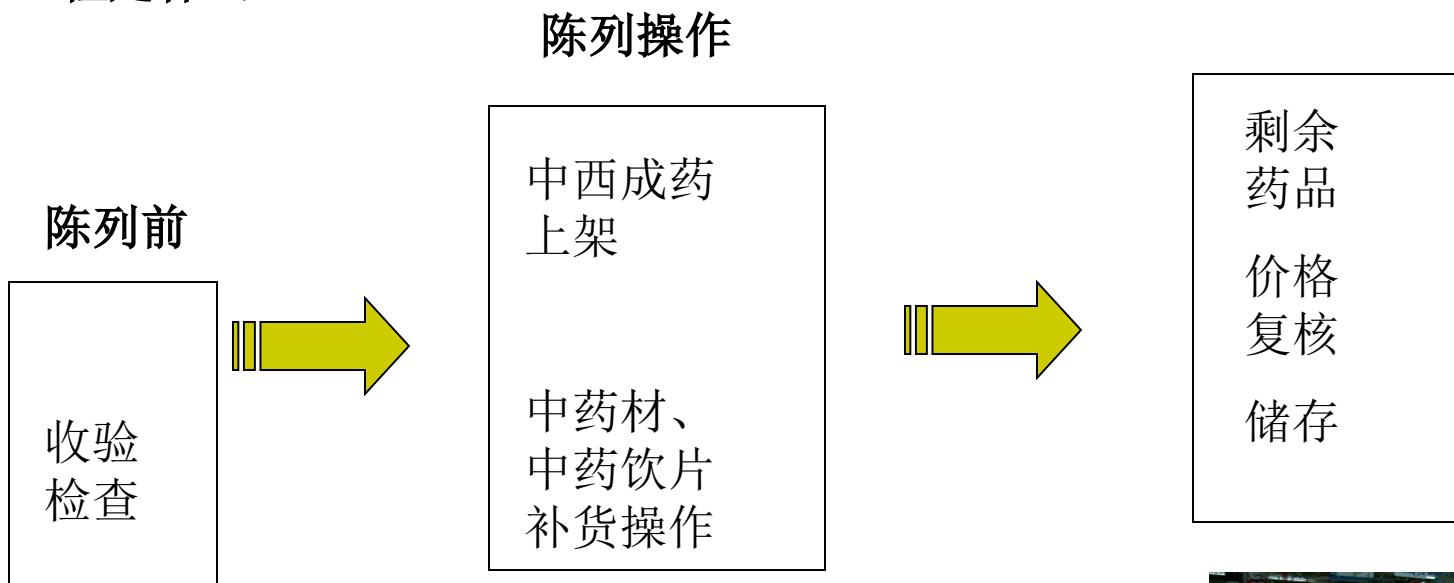 陈列操作
陈列前
收验
检查
中西成药
上架
中药材、
中药饮片
补货操作
剩余
药品
价格
复核
储存